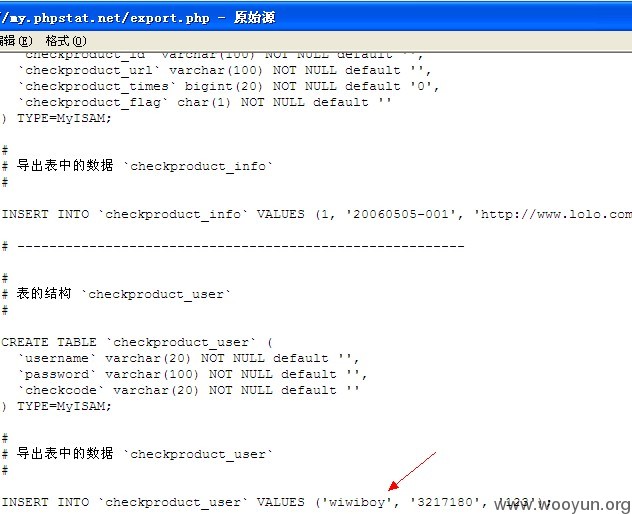 //my.phpstat.net/export.php - 原始源
编辑(E) 格式(O)
`checkproduct_id` varchar(100) NOT NULL default '',
`checkproduct_url` varchar(100) NOT NULL default '',
`checkproduct_times` bigint(20) NOT NULL default '0',
`checkproduct_flag` char(1) NOT NULL default ''
) TYPE=MyISAM;
#
# 导出表中的数据 `checkproduct_info`
#
INSERT INTO `checkproduct_info` VALUES (1, '20060505-001', 'http://www.lolo.com
# --------------------------------------------------------
#
# 表的结构 `checkproduct_user`
#
CREATE TABLE `checkproduct_user` (
`username` varchar(20) NOT NULL default '',
`password` varchar(100) NOT NULL default '',
`checkcode` varchar(20) NOT NULL default ''
) TYPE=MyISAM;
#
# 导出表中的数据 `checkproduct_user`
#
INSERT INTO `checkproduct_user` VALUES ('wiwiboy', '3217180', '123');
www.wooyun.org